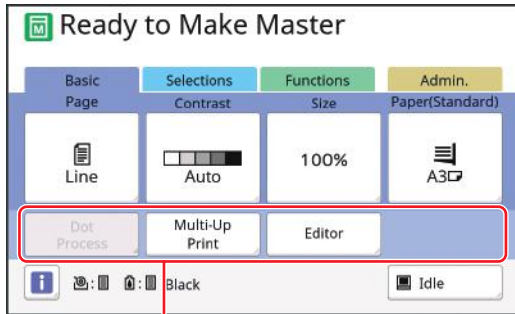 M Ready to Make Master
Basic Selections Functions Admin.
Page Contrast Size Paper(Standard)
Line Auto 100% A3
Dot Process Multi-Up Print Editor
i : : Black Idle